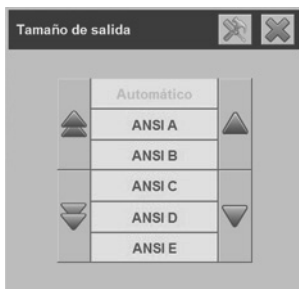 Tamaño de salida
Automático
ANSI A
ANSI B
ANSI C
ANSI D
ANSI E